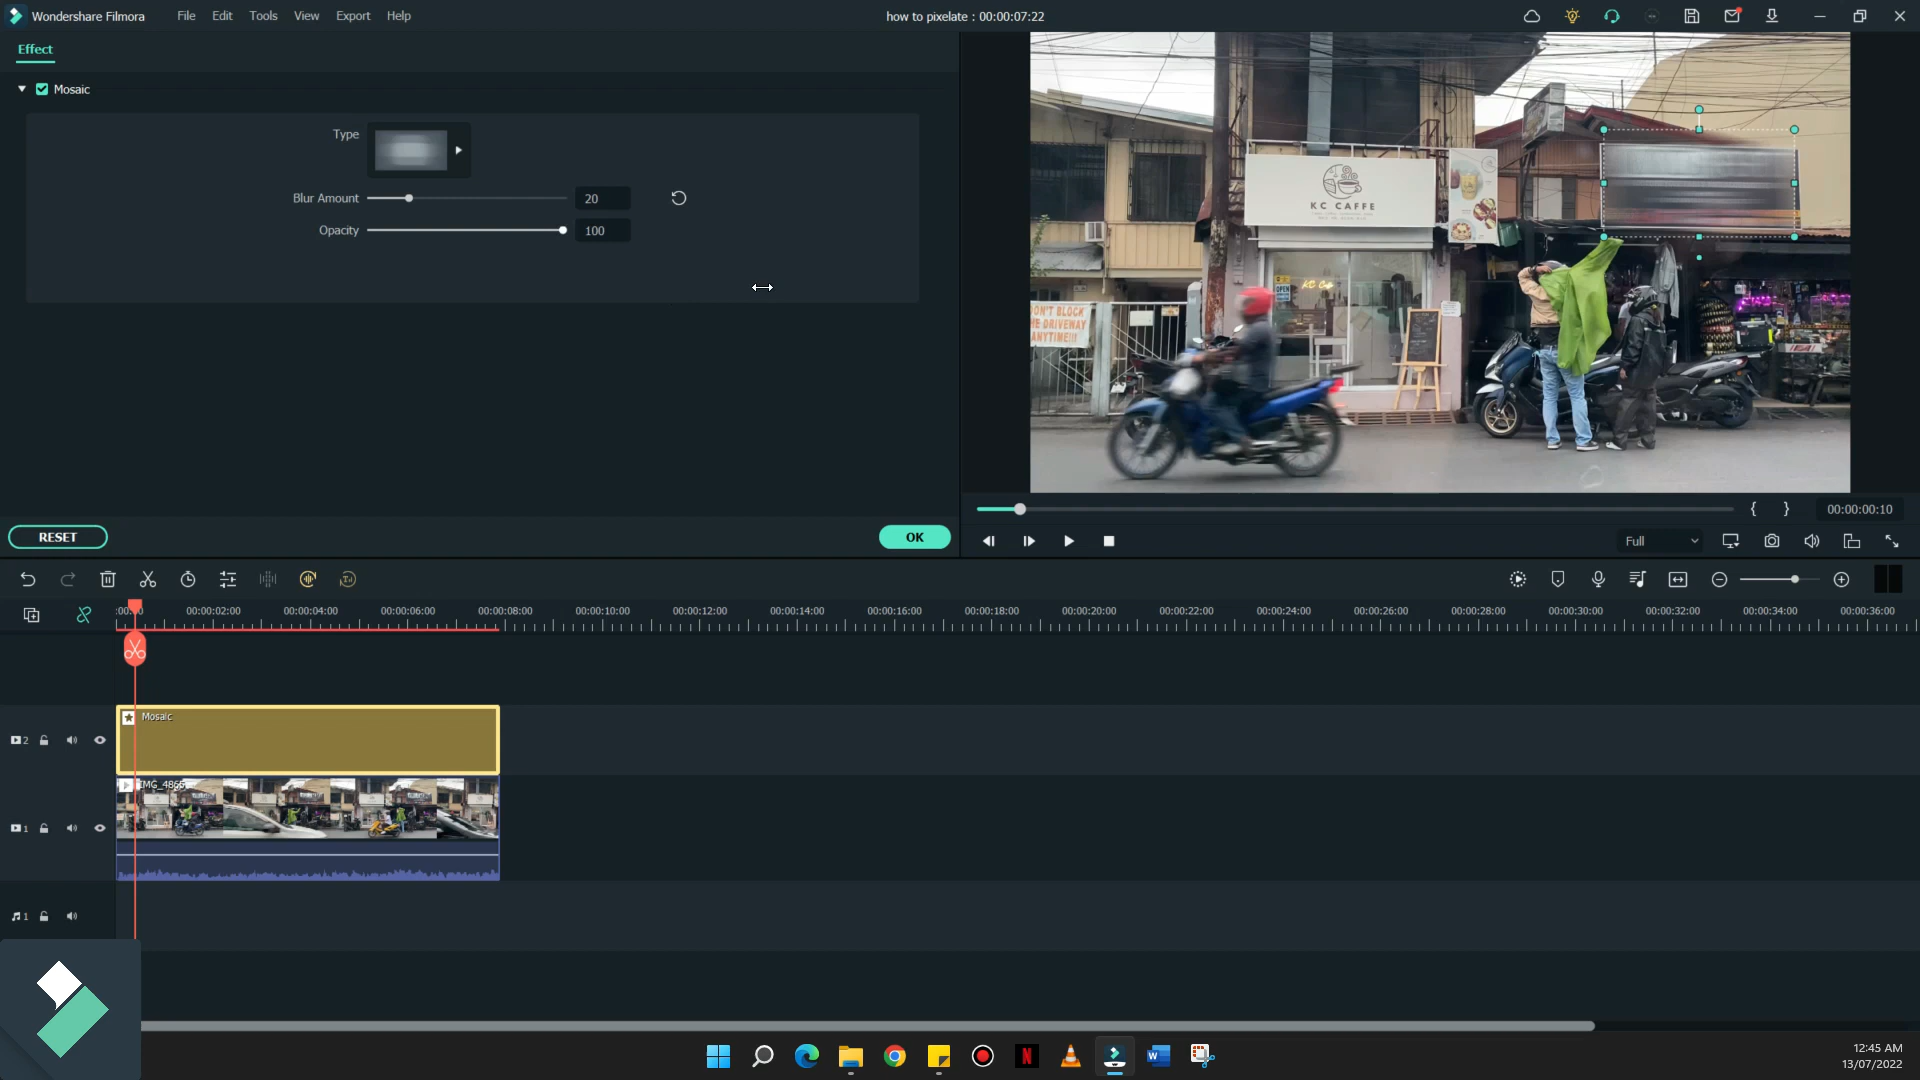 Wondershare Filmora
File Edit Tools View Export Help
how to pixelate : 00:00:07:22
Effect
Mosaic
Type
Blur Amount 20
Opacity 100
KC CAFFE
OPEN
DON'T BLOCK
THE DRIVEWAY
ANYTIME!!!
RESET
OK
{ } 00:00:00:10
Full
00:00:02:00 00:00:04:00 00:00:06:00 00:00:08:00 00:00:10:00 00:00:12:00 00:00:14:00 00:00:16:00 00:00:18:00 00:00:20:00 00:00:22:00 00:00:24:00 00:00:26:00 00:00:28:00 00:00:30:00 00:00:32:00 00:00:34:00 00:00:36:00
Mosaic
2
1
1
12:45 AM
13/07/2022